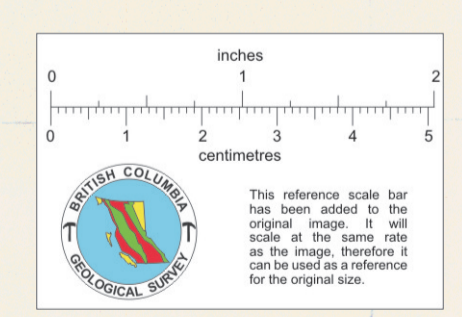 inches
0 1 2
0 1 2 3 4 5
centimetres
BRITISH COLUMBIA
GEOLOGICAL SURVEY
This reference scale bar
has been added to the
original image. It will
scale at the same rate
as the image, therefore it
can be used as a reference
for the original size.